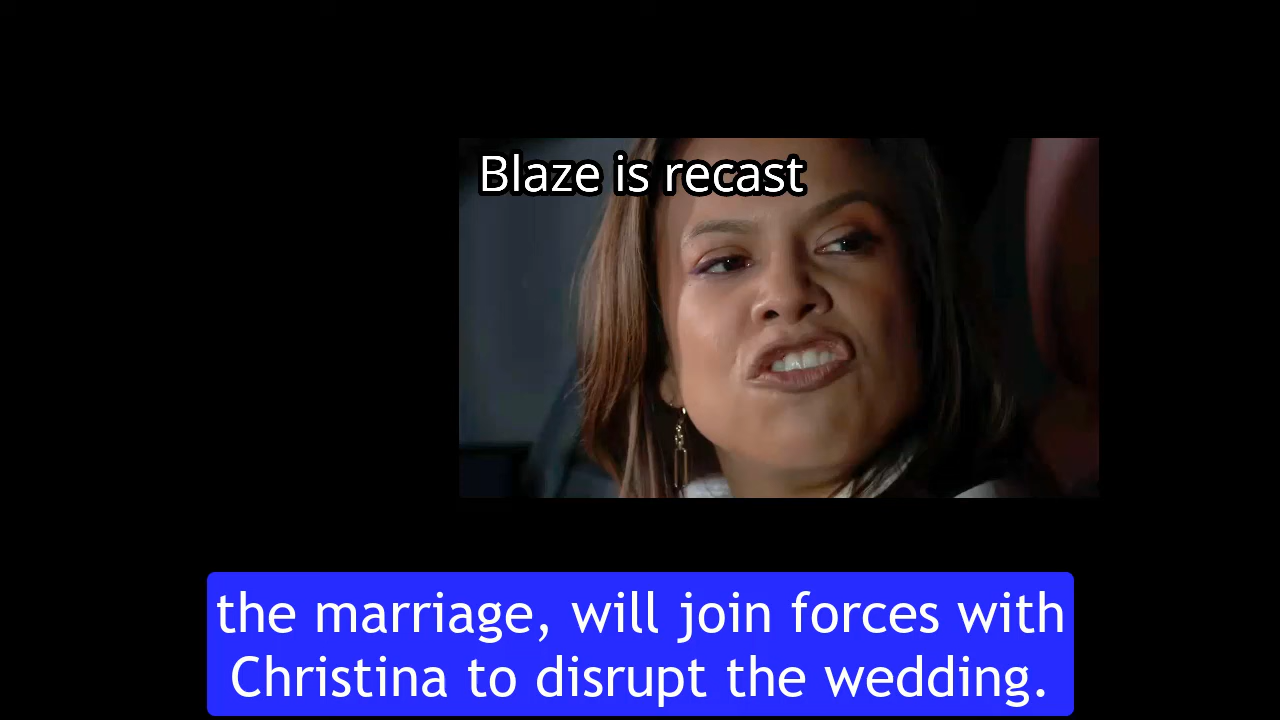 Blaze is recast
the marriage, will join forces with
Christina to disrupt the wedding.